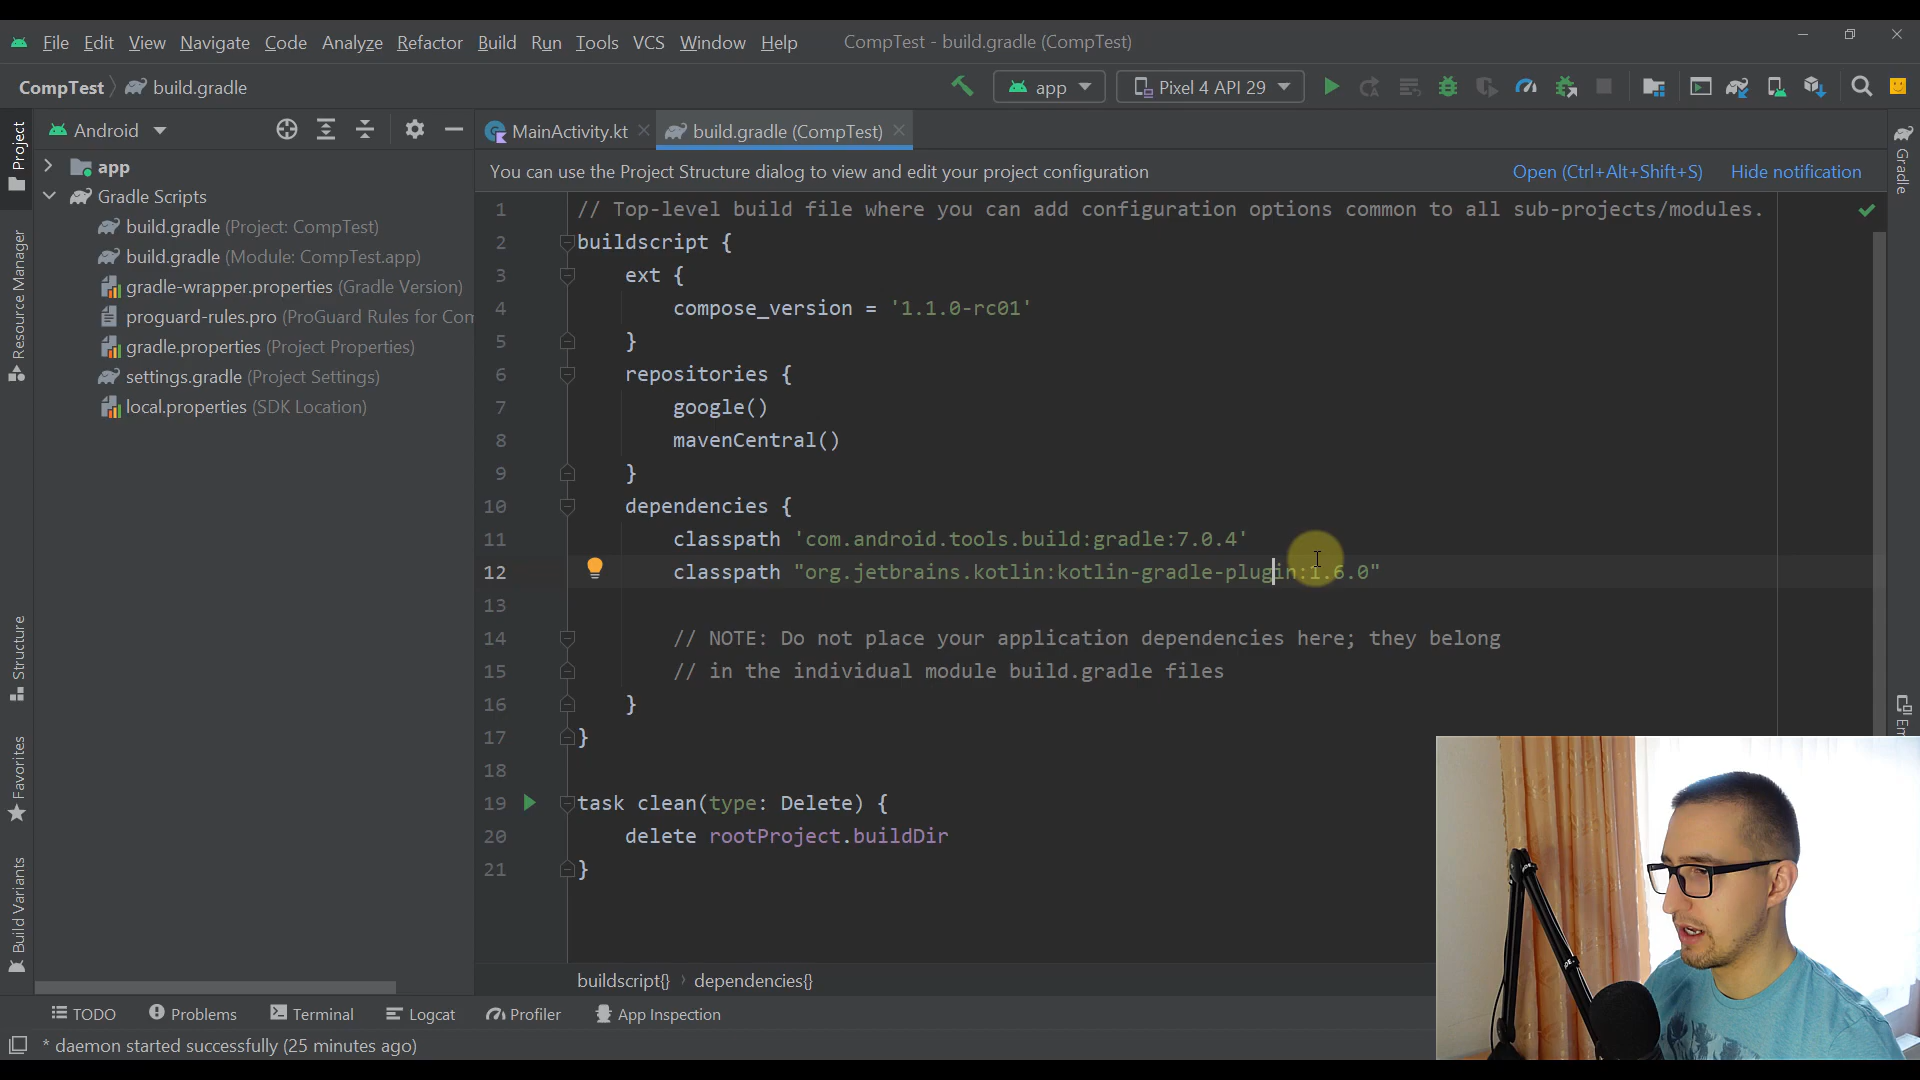 File Edit View Navigate Code Analyze Refactor Build Run Tools VCS Window Help CompTest - build.gradle (CompTest)
CompTest build.gradle app Pixel 4 API 29
Android
MainActivity.kt build.gradle (CompTest)
You can use the Project Structure dialog to view and edit your project configuration Open (Ctrl+Alt+Shift+S) Hide notification
app
Gradle Scripts
build.gradle (Project: CompTest)
build.gradle (Module: CompTest.app)
gradle-wrapper.properties (Gradle Version)
proguard-rules.pro (ProGuard Rules for Com
gradle.properties (Project Properties)
settings.gradle (Project Settings)
local.properties (SDK Location)
Project
Resource Manager
Structure
Favorites
Build Variants
1 // Top-level build file where you can add configuration options common to all sub-projects/modules.
2 buildscript {
3 ext {
4 compose_version = '1.1.0-rc01'
5 }
6 repositories {
7 google()
8 mavenCentral()
9 }
10 dependencies {
11 classpath 'com.android.tools.build:gradle:7.0.4'
12 classpath "org.jetbrains.kotlin:kotlin-gradle-plugin:1.6.0"
13
14 // NOTE: Do not place your application dependencies here; they belong
15 // in the individual module build.gradle files
16 }
17 }
18
19 task clean(type: Delete) {
20 delete rootProject.buildDir
21 }
Gradle
Em
buildscript{} dependencies{}
TODO Problems Terminal Logcat Profiler App Inspection
* daemon started successfully (25 minutes ago)